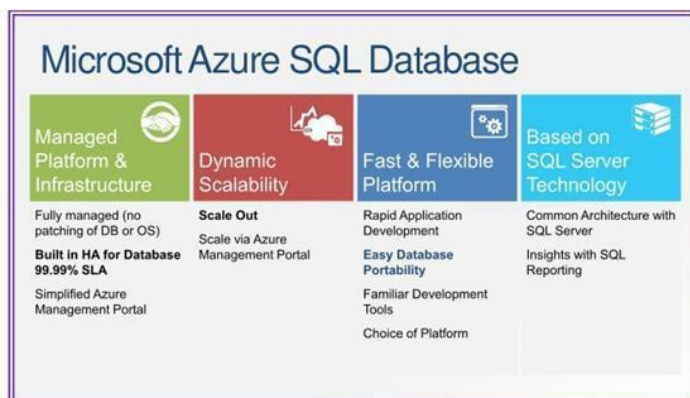 Microsoft Azure SQL Database
Managed
Platform &
Infrastructure
Fully managed (no
patching of DB or OS)
Built in HA for Database
99.99% SLA
Simplified Azure
Management Portal
Dynamic
Scalability
Scale Out
Scale via Azure
Management Portal
Fast & Flexible
Platform
Rapid Application
Development
Easy Database
Portability
Familiar Development
Tools
Choice of Platform
Based on
SQL Server
Technology
Common Architecture with
SQL Server
Insights with SQL
Reporting